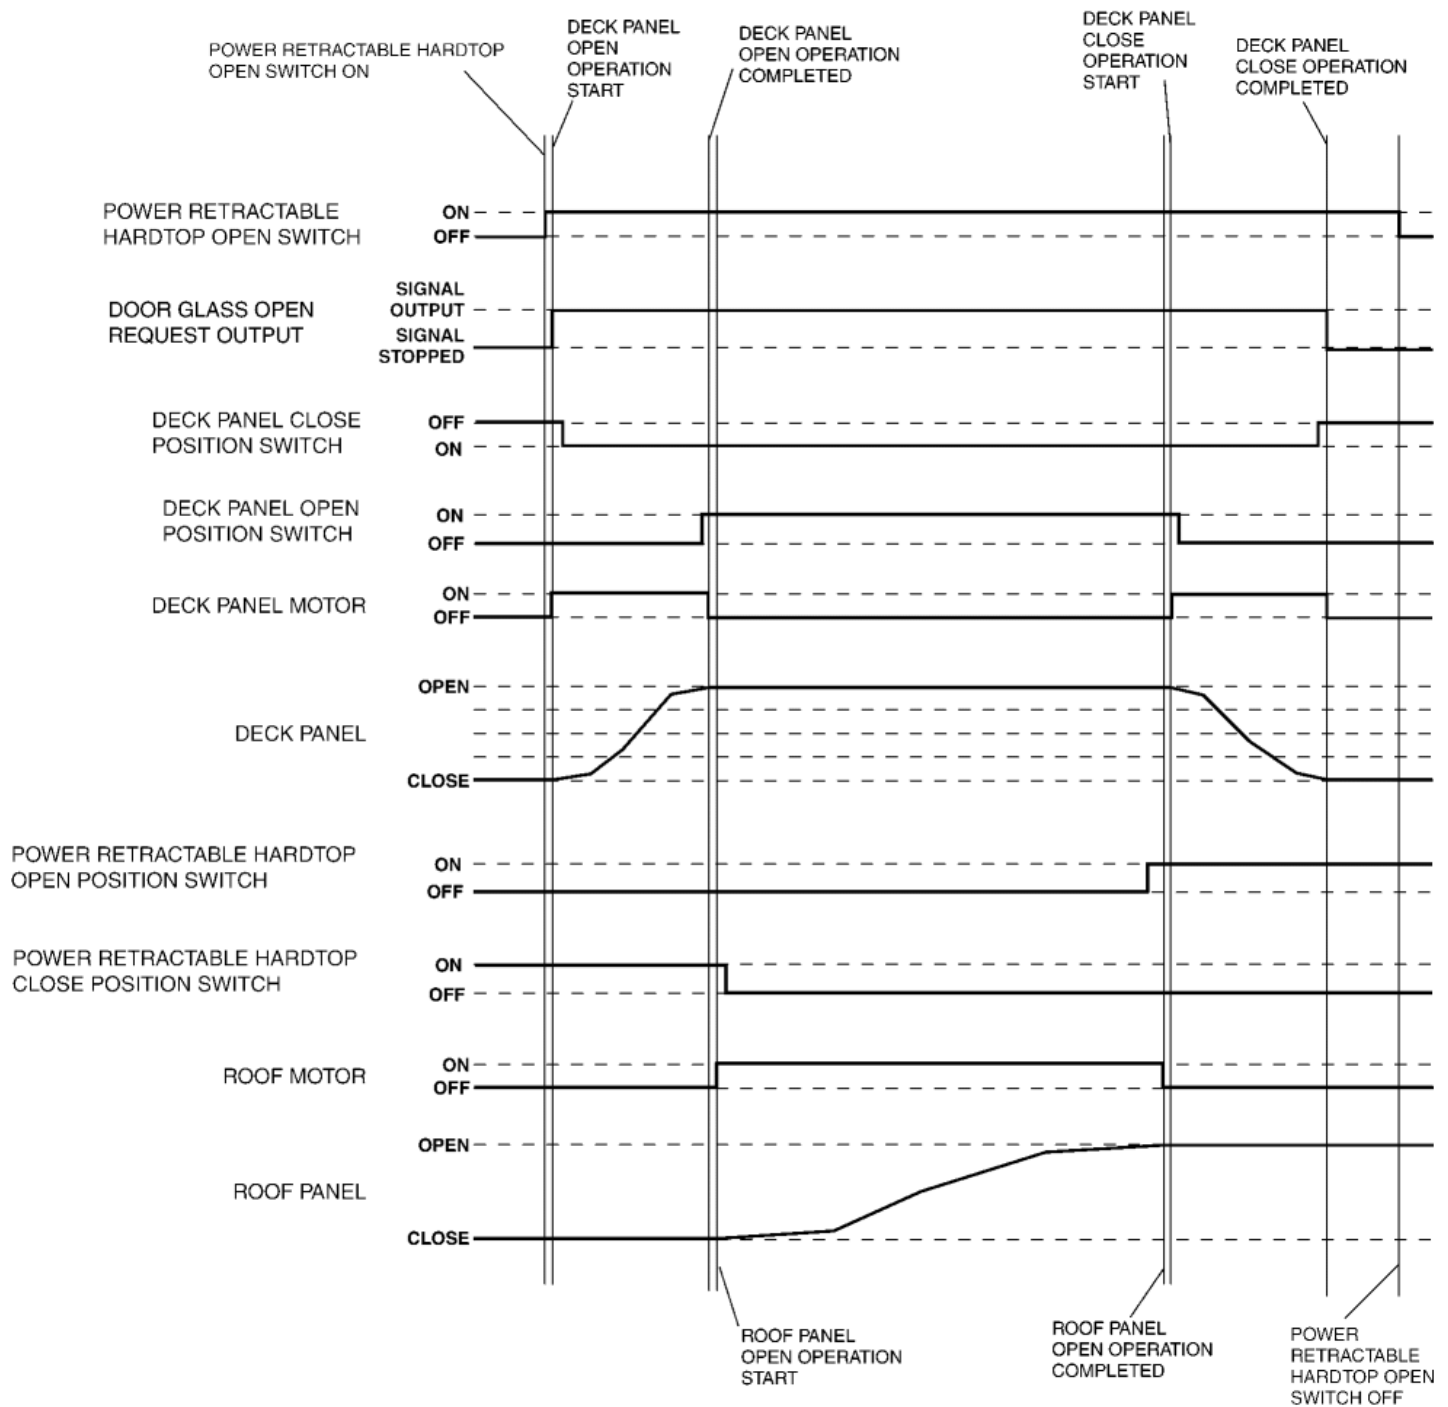 POWER RETRACTABLE HARDTOP
OPEN SWITCH ON
DECK PANEL
OPEN
OPERATION
START
DECK PANEL
OPEN OPERATION
COMPLETED
DECK PANEL
CLOSE
OPERATION
START
DECK PANEL
CLOSE OPERATION
COMPLETED
POWER RETRACTABLE
HARDTOP OPEN SWITCH
ON
OFF
DOOR GLASS OPEN
REQUEST OUTPUT
SIGNAL
OUTPUT
SIGNAL
STOPPED
DECK PANEL CLOSE
POSITION SWITCH
OFF
ON
DECK PANEL OPEN
POSITION SWITCH
ON
OFF
DECK PANEL MOTOR
ON
OFF
DECK PANEL
OPEN
CLOSE
POWER RETRACTABLE HARDTOP
OPEN POSITION SWITCH
ON
OFF
POWER RETRACTABLE HARDTOP
CLOSE POSITION SWITCH
ON
OFF
ROOF MOTOR
ON
OFF
ROOF PANEL
OPEN
CLOSE
ROOF PANEL
OPEN OPERATION
START
ROOF PANEL
OPEN OPERATION
COMPLETED
POWER
RETRACTABLE
HARDTOP OPEN
SWITCH OFF